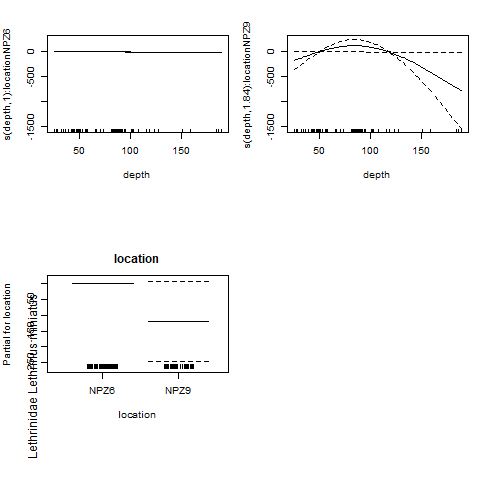 s(depth,1):locationNPZ6
0
-500
-1500
50
100
150
depth
s(depth,1.84):locationNPZ9
0
-500
-1500
50
100
150
depth
location
Partial for location
Lethrinidae Lethrinus miniatus
NPZ6
NPZ9
location